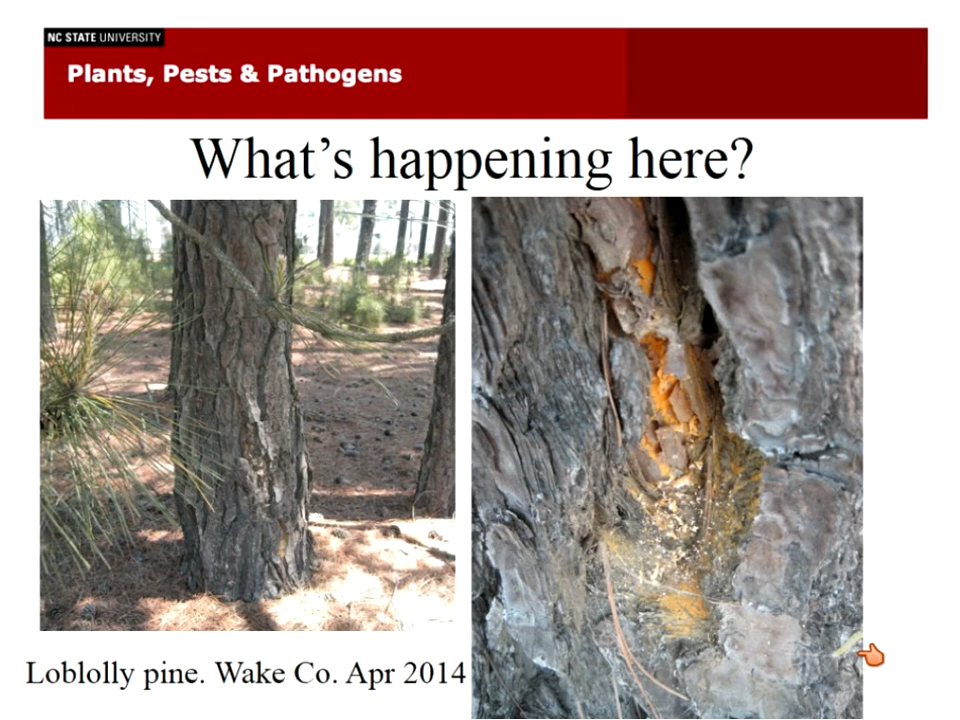 NC STATE UNIVERSITY
Plants, Pests & Pathogens
What's happening here?
Loblolly pine. Wake Co. Apr 2014